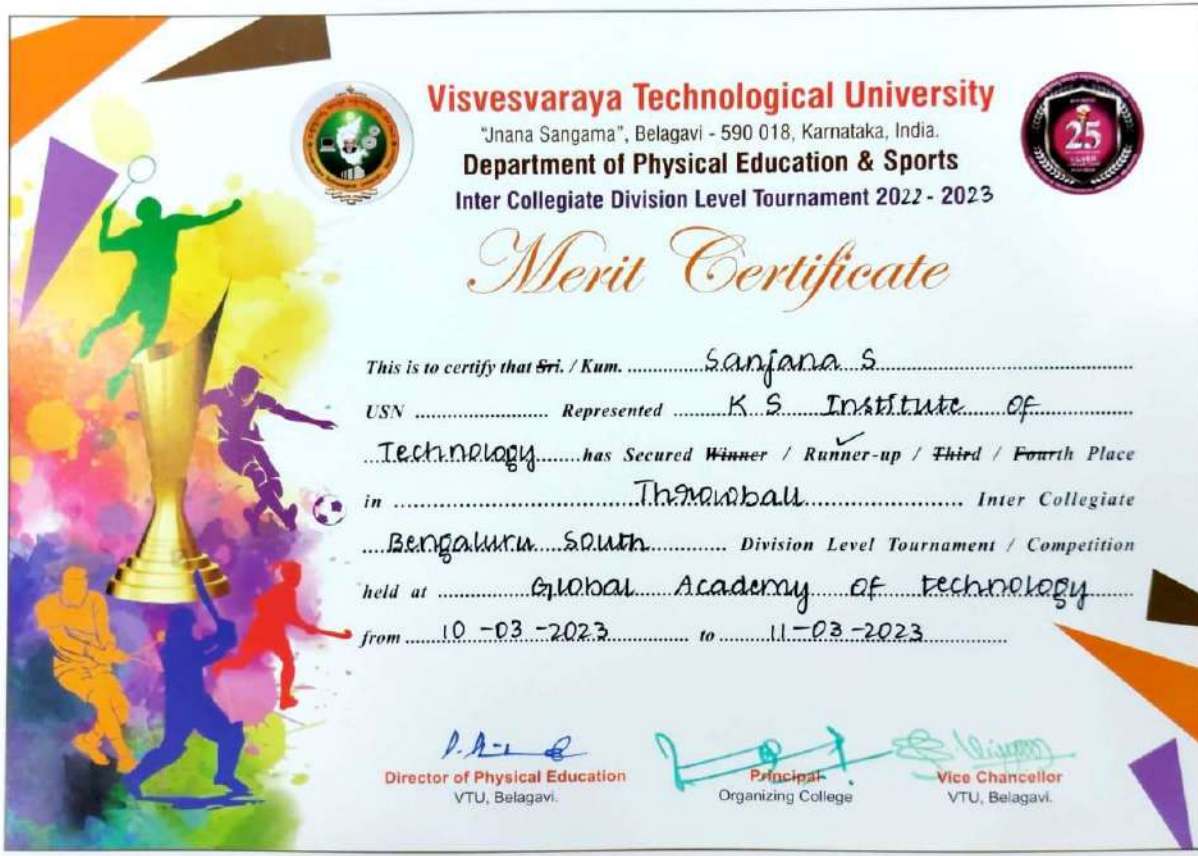 Visvesvaraya Technological University
"Jnana Sangama", Belagavi - 590 018, Karnataka, India.
Department of Physical Education & Sports
Inter Collegiate Division Level Tournament 2022 - 2023
25
Merit Certificate
This is to certify that Sri. / Kum. Sanjana S
USN .................... Represented K S Institute of
Technology has Secured Winner / Runner-up / Third / Fourth Place
in Throwball Inter Collegiate
Bengaluru South Division Level Tournament / Competition
held at Global Academy of technology
from 10-03-2023 to 11-03-2023
Director of Physical Education
VTU, Belagavi.
Principal
Organizing College
Vice Chancellor
VTU, Belagavi.